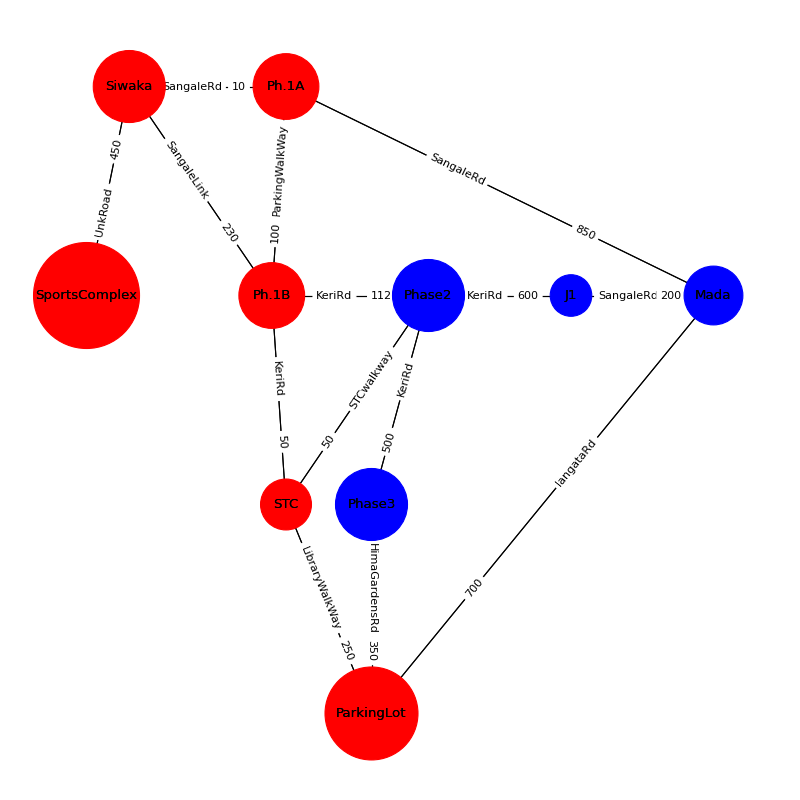 Siwaka
SangaleRd
10
Ph.1A
450
UnkRoad
SangaleLink
230
ParkingWalkWay
100
SangaleRd
850
SportsComplex
Ph.1B
KeriRd
112
Phase2
KeriRd
600
J1
SangaleRd
200
Mada
KeriRd
50
STCwalkway
50
KeriRd
500
STC
Phase3
langataRd
700
LibraryWalkWay
250
HimaGardensRd
350
ParkingLot